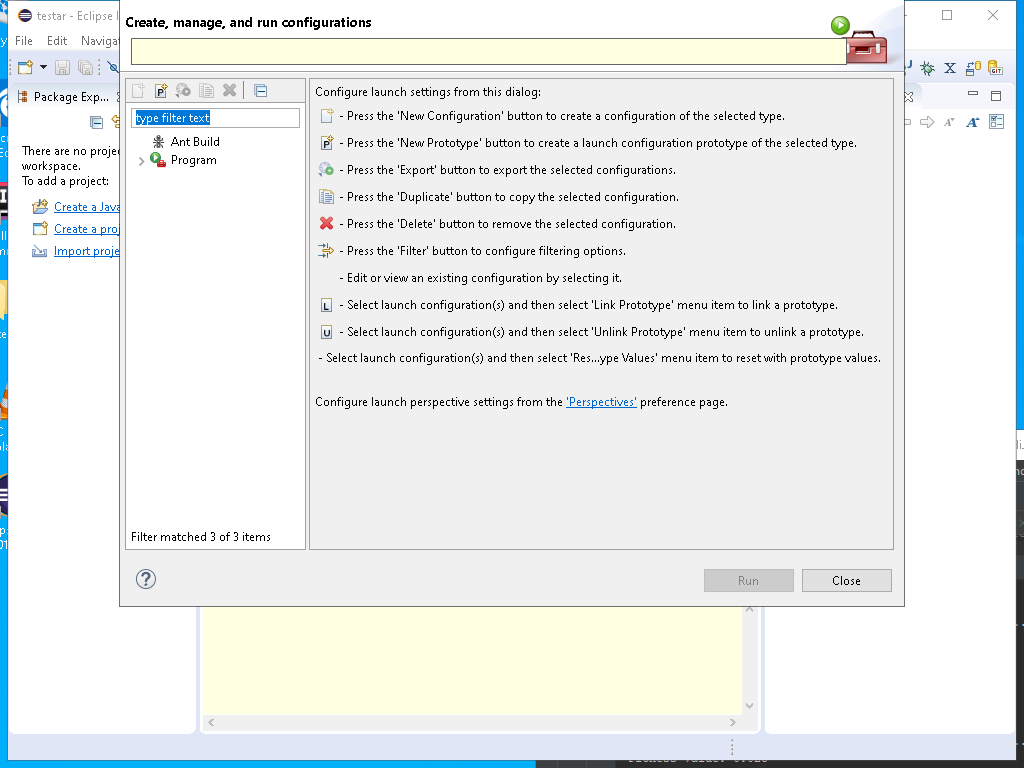 testar - Eclipse
Create, manage, and run configurations
File Edit Navigat
Package Exp...
type filter text
Ant Build
Program
Filter matched 3 of 3 items
There are no
workspace.
To add a project:
Create a Java
Create a
Import
Configure launch settings from this dialog:
- Press the 'New Configuration' button to create a configuration of the selected type.
- Press the 'New Prototype' button to create a launch configuration prototype of the selected type.
- Press the 'Export' button to export the selected configurations.
- Press the 'Duplicate' button to copy the selected configuration.
- Press the 'Delete' button to remove the selected configuration.
- Press the 'Filter' button to configure filtering options.
- Edit or view an existing configuration by selecting it.
L - Select launch configuration(s) and then select 'Link Prototype' menu item to link a prototype.
U - Select launch configuration(s) and then select 'Unlink Prototype' menu item to unlink a prototype.
- Select launch configuration(s) and then select 'Res...ype Values' menu item to reset with prototype values.
Configure launch perspective settings from the 'Perspectives' preference page.
Run
Close